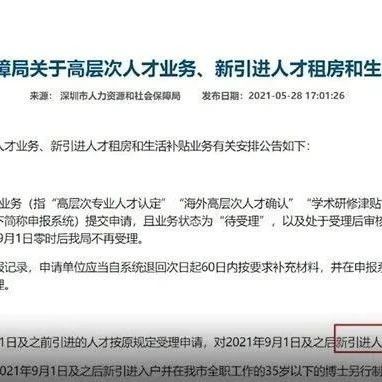 障局关于高层次人才业务、新引进人才租房和生
来源： 深圳市人力资源和社会保障局 发布日期：2021-05-28 17:01:26
人才业务、新引进人才租房和生活补贴业务有关安排公告如下：
业务（指“高层次专业人才认定”“海外高层次人才确认”“学术研修津贴
下简称申报系统）提交申请，且业务状态为“待受理”，以及处于受理后审核
9月1日零时后我局不再受理。
报记录，申请单位应当自系统退回次日起60日内按要求补充材料，并在申报系
理。
1日及之前引进的人才按原规定受理申请，对2021年9月1日及之后新引进人
2021年9月1日及之后新引进入户并在我市全职工作的35岁以下的博士另行制